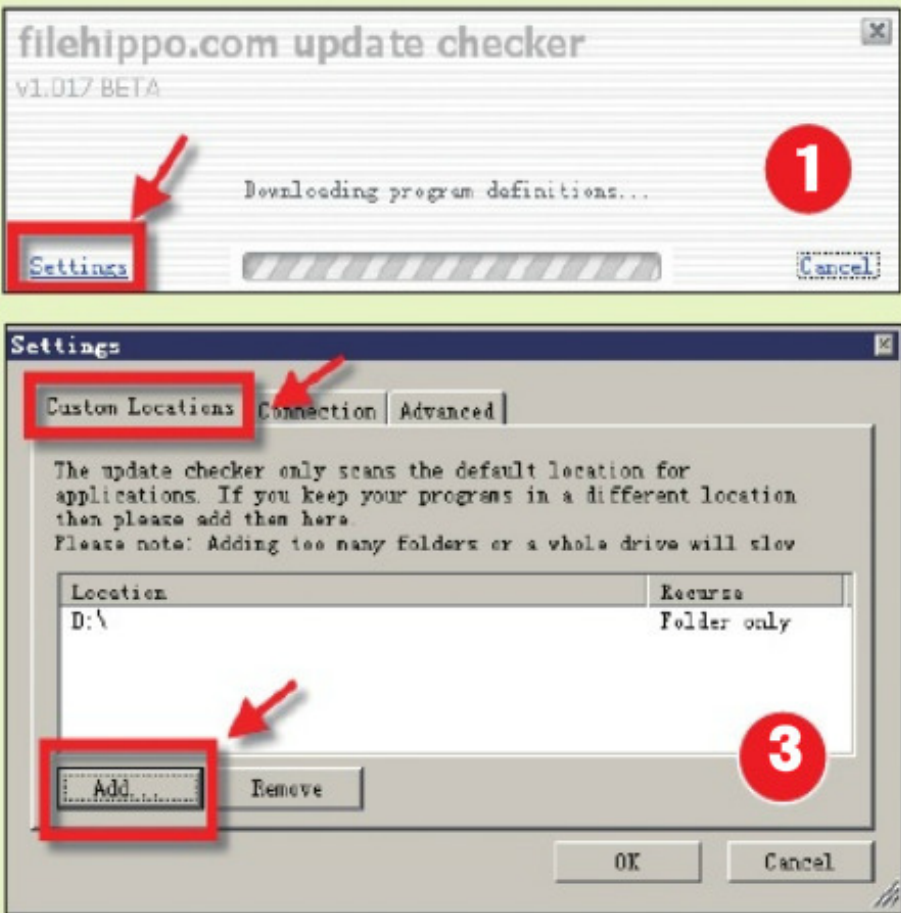 filehippo.com update checker
v1.017 BETA
1
Downloading program definitions...
Settings
Cancel
Settings
Custom Locations
Connection
Advanced
The update checker only scans the default location for
applications. If you keep your programs in a different location
then please add them here.
Please note: Adding too many folders or a whole drive will slow
Location
Recurse
D:\
Folder only
3
Add...
Remove
OK
Cancel